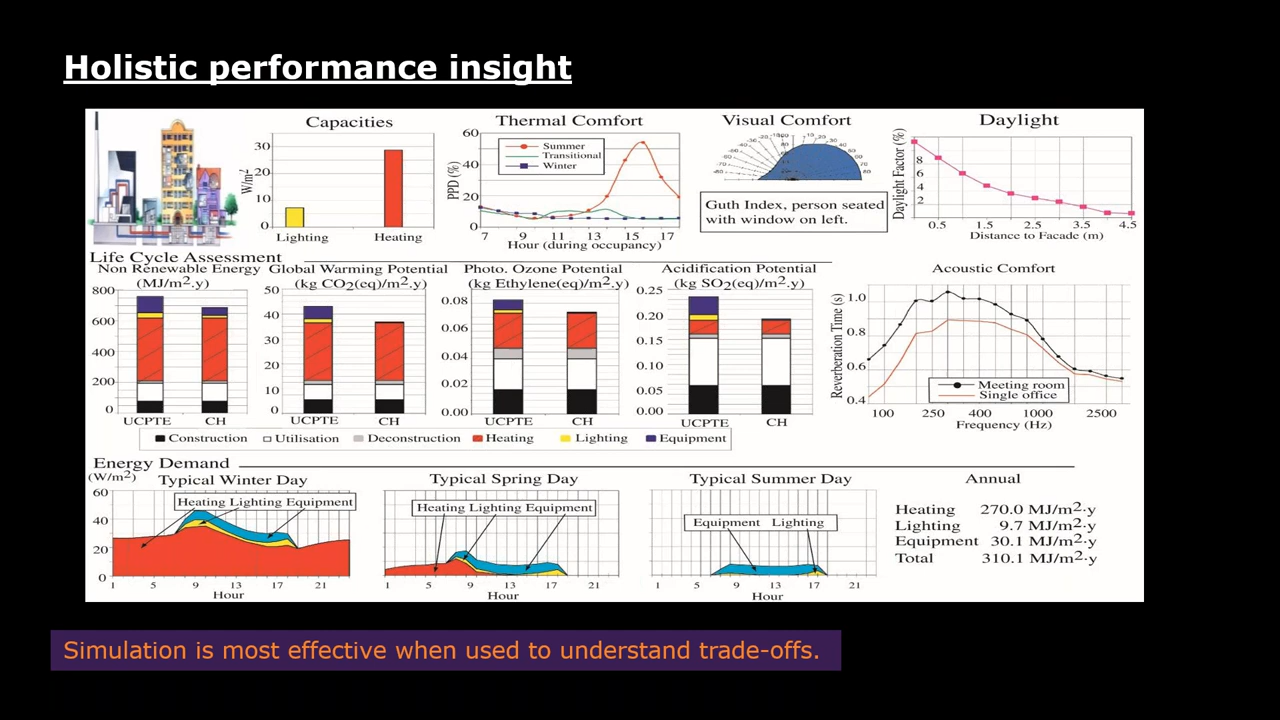 Holistic performance insight
Capacities
W/m²
30
20
10
0
Lighting Heating
Thermal Comfort
PPD (%)
60
40
20
0
Summer
Transitional
Winter
7 9 11 13 15 17
Hour (during occupancy)
Visual Comfort
Guth Index, person seated
with window on left.
Daylight
Daylight Factor (%)
8
6
4
2
0.5 1.5 2.5 3.5 4.5
Distance to Facade (m)
Life Cycle Assessment
Non Renewable Energy
(MJ/m².y)
800
600
400
200
0
UCPTE CH
Global Warming Potential
(kg CO₂(eq)/m².y)
50
40
30
20
10
0
UCPTE CH
Photo. Ozone Potential
(kg Ethylene(eq)/m².y)
0.08
0.06
0.04
0.02
0.00
UCPTE CH
Acidification Potential
(kg SO₂(eq)/m².y)
0.25
0.20
0.15
0.10
0.05
0.00
UCPTE CH
Construction Utilisation Deconstruction Heating Lighting Equipment
Acoustic Comfort
Reverberation Time (s)
1.0
0.8
0.6
0.4
Meeting room
Single office
100 250 400 1000 2500
Frequency (Hz)
Energy Demand
(W/m²)
Typical Winter Day
60
40
20
0
Heating Lighting Equipment
1 5 9 13 17 21
Hour
Typical Spring Day
Heating Lighting Equipment
1 5 9 13 17 21
Hour
Typical Summer Day
Equipment Lighting
1 5 9 13 17 21
Hour
Annual
Heating 270.0 MJ/m²·y
Lighting 9.7 MJ/m²·y
Equipment 30.1 MJ/m²·y
Total 310.1 MJ/m²·y
Simulation is most effective when used to understand trade-offs.